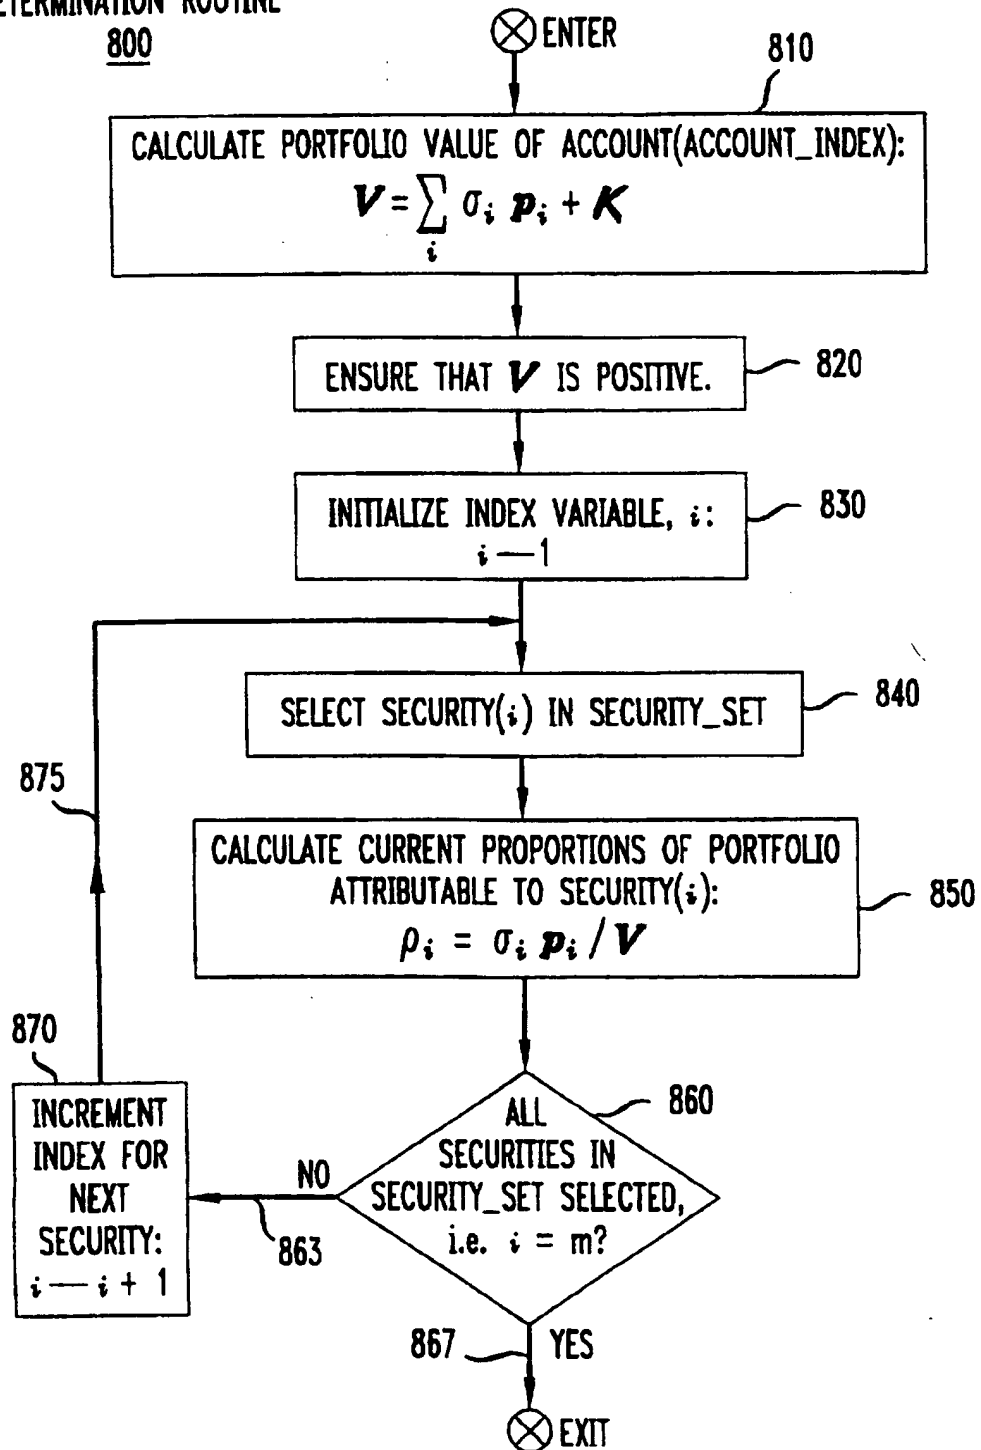 DETERMINATION ROUTINE
800
ENTER
810
CALCULATE PORTFOLIO VALUE OF ACCOUNT(ACCOUNT_INDEX):
V = ∑ σi pi + K
i
ENSURE THAT V IS POSITIVE.
820
INITIALIZE INDEX VARIABLE, i:
i — 1
830
SELECT SECURITY(i) IN SECURITY_SET
840
875
CALCULATE CURRENT PROPORTIONS OF PORTFOLIO
ATTRIBUTABLE TO SECURITY(i):
ρi = σi pi / V
850
870
INCREMENT
INDEX FOR
NEXT
SECURITY:
i — i + 1
NO
863
ALL
SECURITIES IN
SECURITY_SET SELECTED,
i.e. i = m?
860
867
YES
EXIT